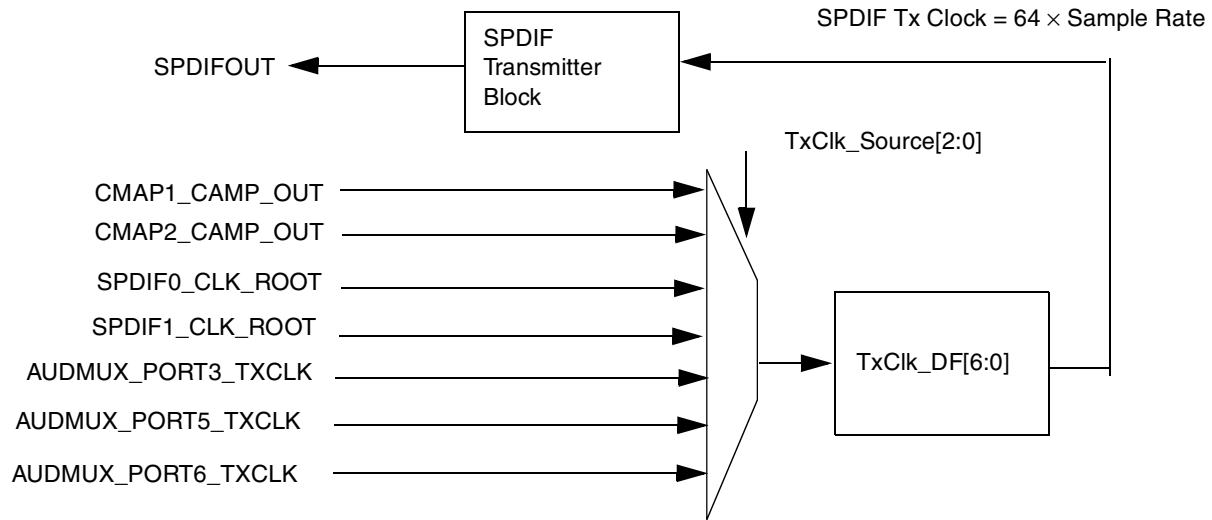 SPDIF Tx Clock = 64 × Sample Rate
SPDIFOUT
SPDIF
Transmitter
Block
TxClk_Source[2:0]
CMAP1_CAMP_OUT
CMAP2_CAMP_OUT
SPDIF0_CLK_ROOT
SPDIF1_CLK_ROOT
AUDMUX_PORT3_TXCLK
AUDMUX_PORT5_TXCLK
AUDMUX_PORT6_TXCLK
TxClk_DF[6:0]